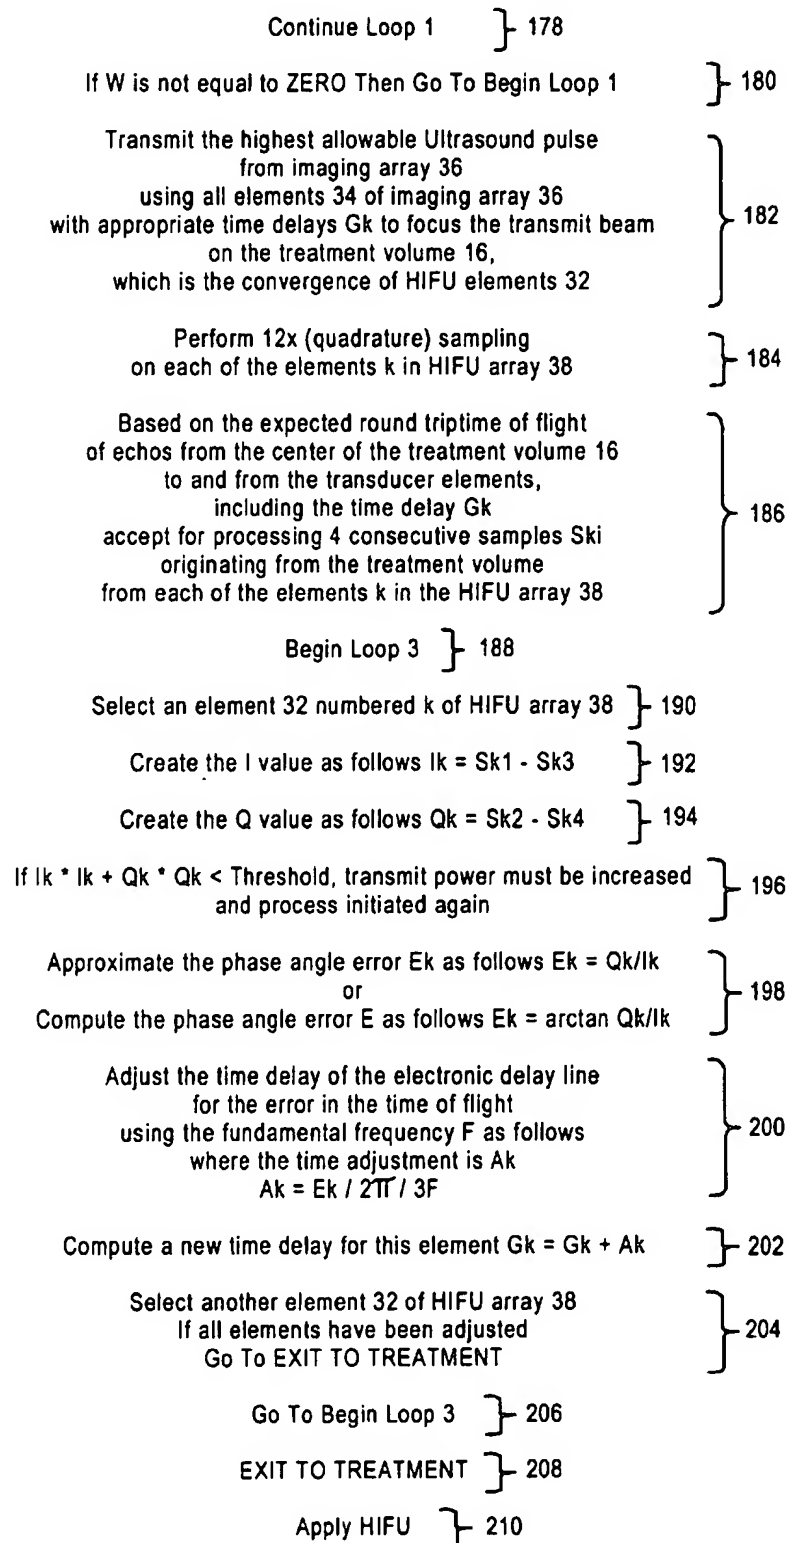 Continue Loop 1 178
If W is not equal to ZERO Then Go To Begin Loop 1 180
Transmit the highest allowable Ultrasound pulse
from imaging array 36
using all elements 34 of imaging array 36
with appropriate time delays Gk to focus the transmit beam 182
on the treatment volume 16,
which is the convergence of HIFU elements 32
Perform 12x (quadrature) sampling
on each of the elements k in HIFU array 38 184
Based on the expected round triptime of flight
of echos from the center of the treatment volume 16
to and from the transducer elements,
including the time delay Gk 186
accept for processing 4 consecutive samples Ski
originating from the treatment volume
from each of the elements k in the HIFU array 38
Begin Loop 3 188
Select an element 32 numbered k of HIFU array 38 190
Create the I value as follows Ik = Sk1 - Sk3 192
Create the Q value as follows Qk = Sk2 - Sk4 194
If Ik * Ik + Qk * Qk < Threshold, transmit power must be increased 196
and process initiated again
Approximate the phase angle error Ek as follows Ek = Qk/Ik
or 198
Compute the phase angle error E as follows Ek = arctan Qk/Ik
Adjust the time delay of the electronic delay line
for the error in the time of flight
using the fundamental frequency F as follows 200
where the time adjustment is Ak
Ak = Ek / 2π / 3F
Compute a new time delay for this element Gk = Gk + Ak 202
Select another element 32 of HIFU array 38
If all elements have been adjusted 204
Go To EXIT TO TREATMENT
Go To Begin Loop 3 206
EXIT TO TREATMENT 208
Apply HIFU 210